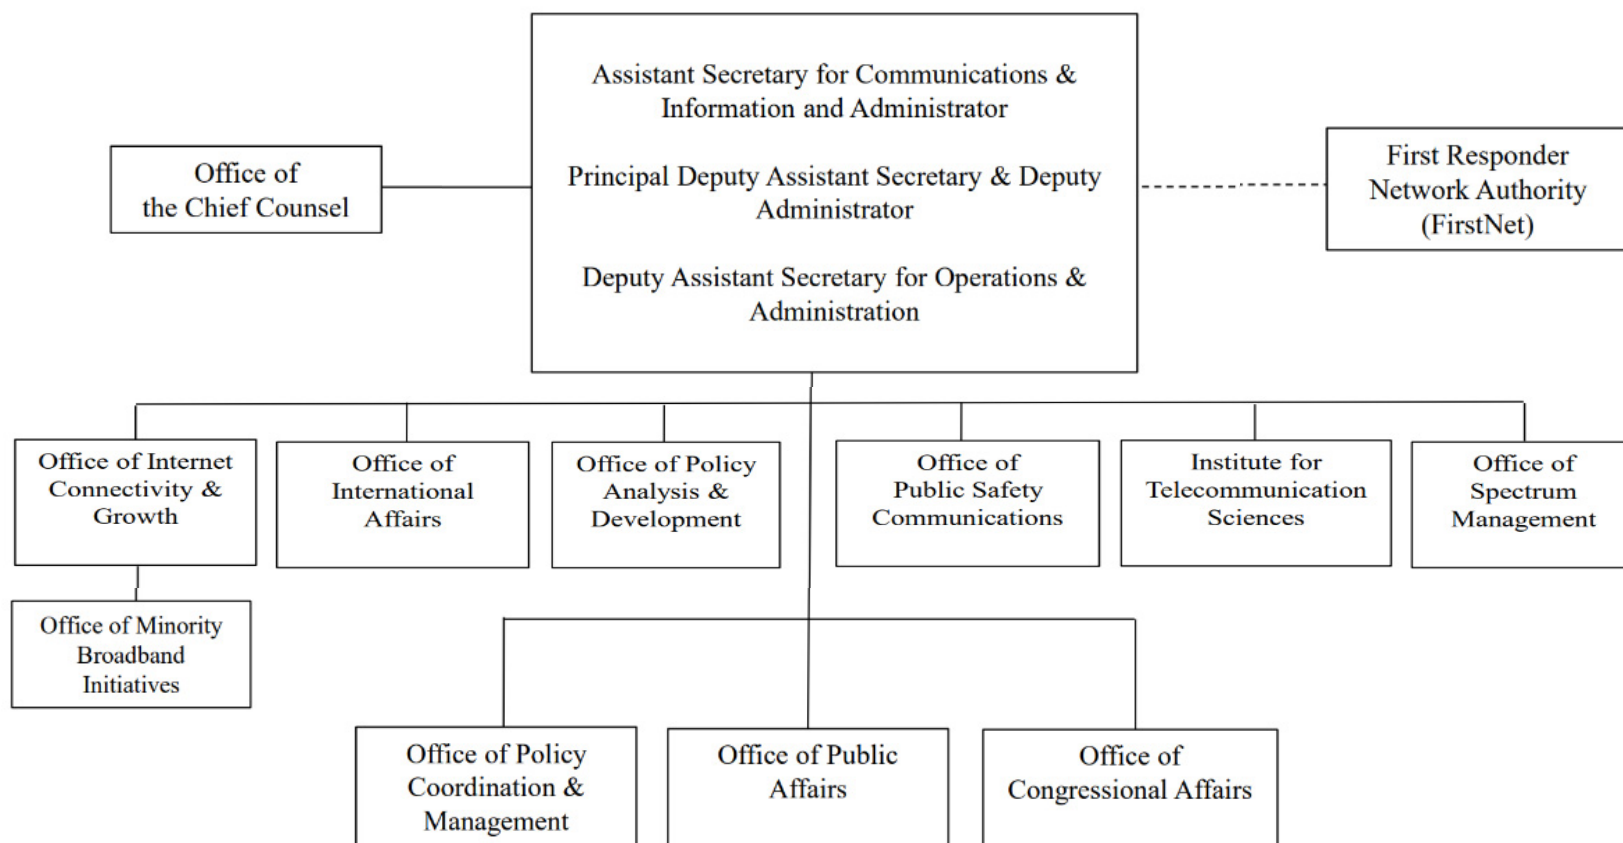 Assistant Secretary for Communications &
Information and Administrator
Principal Deputy Assistant Secretary & Deputy
Administrator
Deputy Assistant Secretary for Operations &
Administration
Office of
the Chief Counsel
First Responder
Network Authority
(FirstNet)
Office of Internet
Connectivity &
Growth
Office of
International
Affairs
Office of Policy
Analysis &
Development
Office of
Public Safety
Communications
Institute for
Telecommunication
Sciences
Office of
Spectrum
Management
Office of Minority
Broadband
Initiatives
Office of Policy
Coordination &
Management
Office of Public
Affairs
Office of
Congressional Affairs